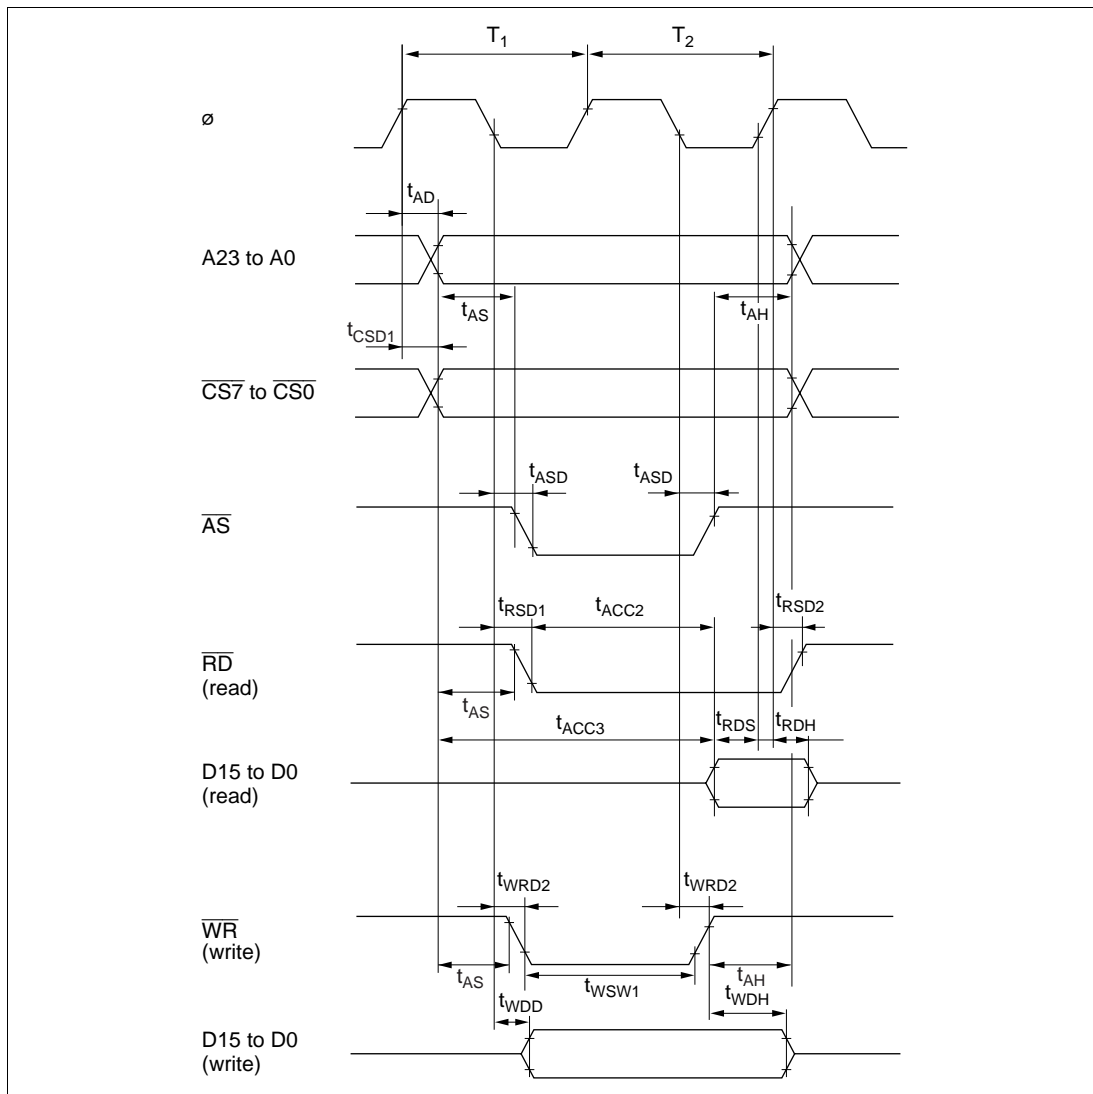 T1 T2
ø
tAD
A23 to A0
tAS tAH
tCSD1
CS7 to CS0
tASD tASD
AS
tRSD1 tACC2 tRSD2
RD
(read)
tAS
tACC3 tRDS tRDH
D15 to D0
(read)
tWRD2 tWRD2
WR
(write)
tAS tWSW1 tAH
tWDD tWDH
D15 to D0
(write)